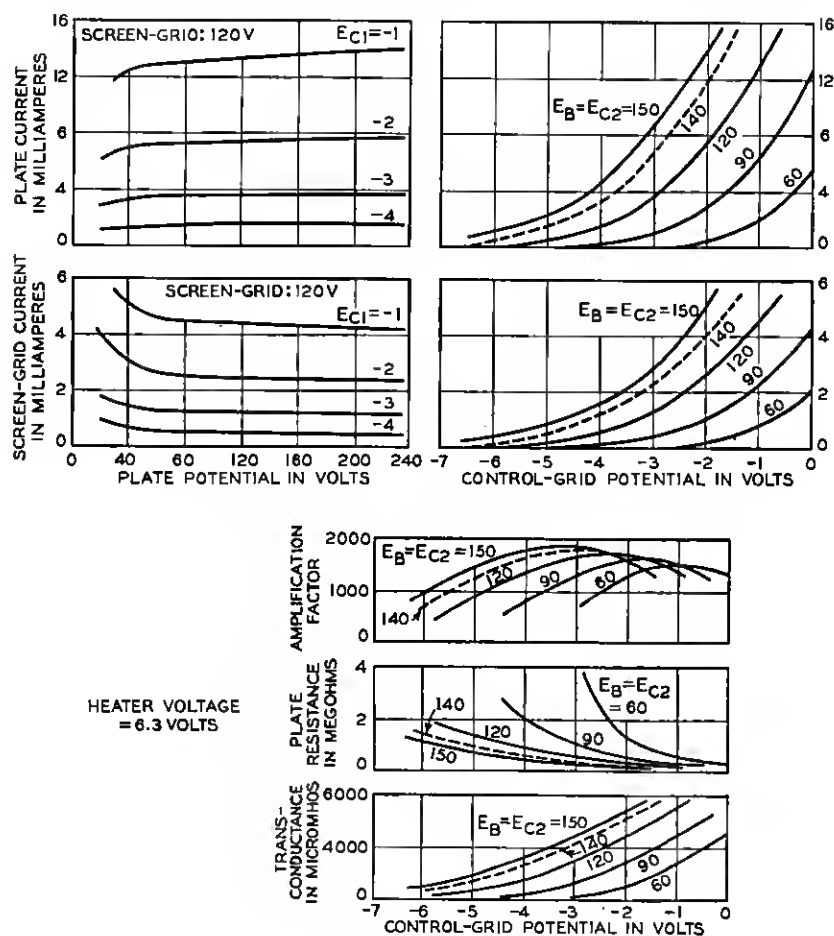 PLATE CURRENT
IN MILLIAMPERES
16
12
6
4
0
SCREEN-GRID: 120V
EC1=-1
-2
-3
-4
EB=EC2=150
140
120
90
60
16
12
6
4
0
SCREEN-GRID CURRENT
IN MILLIAMPERES
6
4
2
0
SCREEN-GRID: 120V
EC1=-1
-2
-3
-4
0 40 60 120 160 200 240
PLATE POTENTIAL IN VOLTS
EB=EC2=150
140
120
90
60
6
4
2
0
-7 -6 -5 -4 -3 -2 -1 0
CONTROL-GRID POTENTIAL IN VOLTS
AMPLIFICATION
FACTOR
2000
1000
0
EB=EC2=150
120
90
60
140
HEATER VOLTAGE
=6.3 VOLTS
PLATE
RESISTANCE
IN MEGOHMS
4
2
0
EB=EC2
=60
140
120
90
150
TRANS-
CONDUCTANCE
IN MICROMHOS
6000
4000
0
EB=EC2=150
140
120
90
60
-7 -6 -5 -4 -3 -2 -1 0
CONTROL-GRID POTENTIAL IN VOLTS